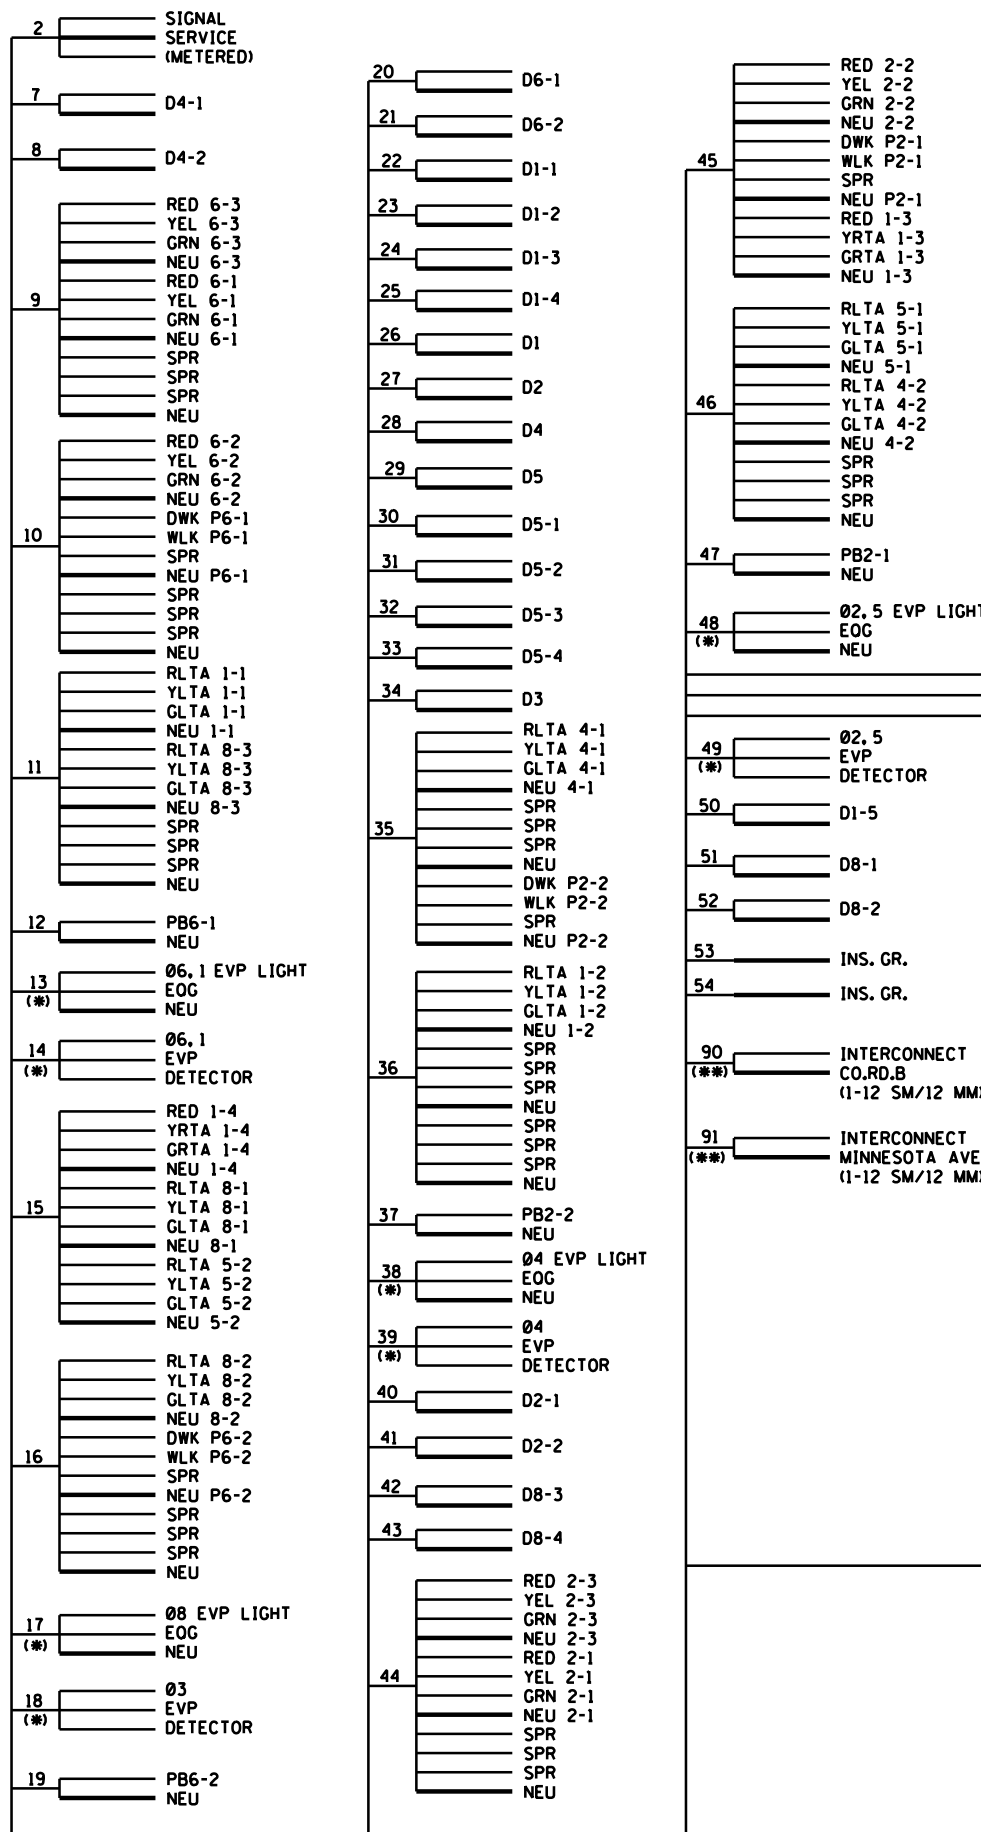 2
SIGNAL
SERVICE
(METERED)
7
D4-1
8
D4-2
9
RED 6-3
YEL 6-3
GRN 6-3
NEU 6-3
RED 6-1
YEL 6-1
GRN 6-1
NEU 6-1
SPR
SPR
SPR
NEU
10
RED 6-2
YEL 6-2
GRN 6-2
NEU 6-2
DWK P6-1
WLK P6-1
SPR
NEU P6-1
SPR
SPR
SPR
NEU
11
RLTA 1-1
YLTA 1-1
GLTA 1-1
NEU 1-1
RLTA 8-3
YLTA 8-3
GLTA 8-3
NEU 8-3
SPR
SPR
SPR
NEU
12
PB6-1
NEU
13
(*)
Ø6,1 EVP LIGHT
EOG
NEU
14
(*)
Ø6,1
EVP
DETECTOR
15
RED 1-4
YRTA 1-4
GRTA 1-4
NEU 1-4
RLTA 8-1
YLTA 8-1
GLTA 8-1
NEU 8-1
RLTA 5-2
YLTA 5-2
GLTA 5-2
NEU 5-2
16
RLTA 8-2
YLTA 8-2
GLTA 8-2
NEU 8-2
DWK P6-2
WLK P6-2
SPR
NEU P6-2
SPR
SPR
SPR
NEU
17
(*)
Ø8 EVP LIGHT
EOG
NEU
18
(*)
Ø3
EVP
DETECTOR
19
PB6-2
NEU
20
D6-1
21
D6-2
22
D1-1
23
D1-2
24
D1-3
25
D1-4
26
D1
27
D2
28
D4
29
D5
30
D5-1
31
D5-2
32
D5-3
33
D5-4
34
D3
35
RLTA 4-1
YLTA 4-1
GLTA 4-1
NEU 4-1
SPR
SPR
SPR
NEU
DWK P2-2
WLK P2-2
SPR
NEU P2-2
36
RLTA 1-2
YLTA 1-2
GLTA 1-2
NEU 1-2
SPR
SPR
SPR
NEU
SPR
SPR
SPR
NEU
37
PB2-2
NEU
38
(*)
Ø4 EVP LIGHT
EOG
NEU
39
(*)
Ø4
EVP
DETECTOR
40
D2-1
41
D2-2
42
D8-3
43
D8-4
44
RED 2-3
YEL 2-3
GRN 2-3
NEU 2-3
RED 2-1
YEL 2-1
GRN 2-1
NEU 2-1
SPR
SPR
SPR
NEU
45
RED 2-2
YEL 2-2
GRN 2-2
NEU 2-2
DWK P2-1
WLK P2-1
SPR
NEU P2-1
RED 1-3
YRTA 1-3
GRTA 1-3
NEU 1-3
46
RLTA 5-1
YLTA 5-1
GLTA 5-1
NEU 5-1
RLTA 4-2
YLTA 4-2
GLTA 4-2
NEU 4-2
SPR
SPR
SPR
NEU
47
PB2-1
NEU
48
(*)
Ø2,5 EVP LIGHT
EOG
NEU
49
(*)
Ø2,5
EVP
DETECTOR
50
D1-5
51
D8-1
52
D8-2
53
INS. GR.
54
INS. GR.
90
(**)
INTERCONNECT
CO.RD.B
(1-12 SM/12 MM)
91
(**)
INTERCONNECT
MINNESOTA AVE
(1-12 SM/12 MM)